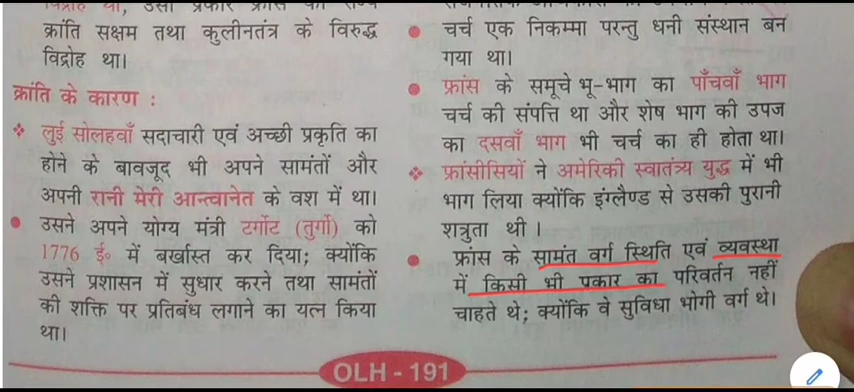 क्रांति सक्षम तथा कुलीनतंत्र के विरुद्ध
विद्रोह था।
क्रांति के कारण :
❖ लुई सोलहवाँ सदाचारी एवं अच्छी प्रकृति का
होने के बावजूद भी अपने सामंतों और
अपनी रानी मेरी आन्त्वानेत के वश में था।
● उसने अपने योग्य मंत्री टर्गोट (तुर्गो) को
1776 ई० में बर्खास्त कर दिया; क्योंकि
उसने प्रशासन में सुधार करने तथा सामंतों
की शक्ति पर प्रतिबंध लगाने का यत्न किया
था।
● चर्च एक निकम्मा परन्तु धनी संस्थान बन
गया था।
● फ्रांस के समूचे भू-भाग का पाँचवाँ भाग
चर्च की संपत्ति था और शेष भाग की उपज
का दसवाँ भाग भी चर्च का ही होता था।
❖ फ्रांसीसियों ने अमेरिकी स्वातंत्र्य युद्ध में भी
भाग लिया क्योंकि इंग्लैण्ड से उसकी पुरानी
शत्रुता थी ।
● फ्रांस के सामंत वर्ग स्थिति एवं व्यवस्था
में किसी भी प्रकार का परिवर्तन नहीं
चाहते थे; क्योंकि वे सुविधा भोगी वर्ग थे।
OLH - 191